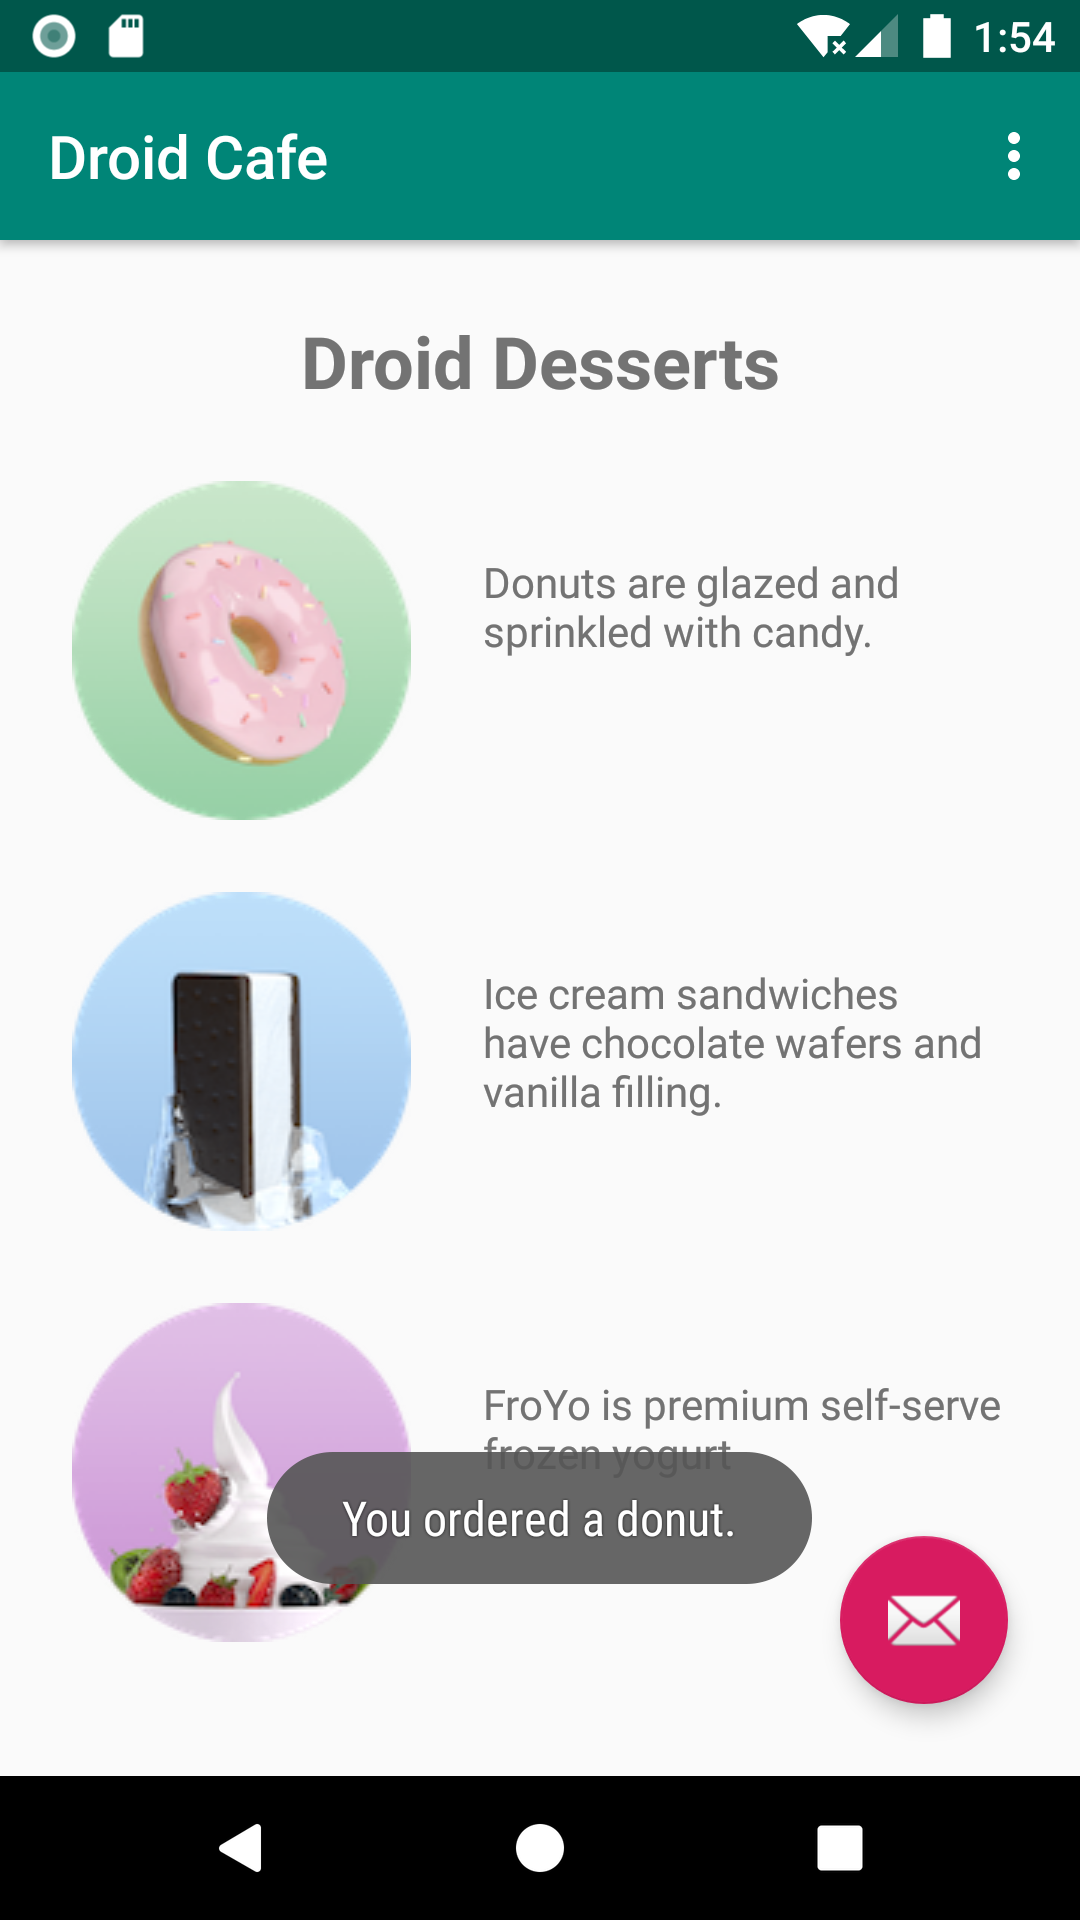 1:54
Droid Cafe
Droid Desserts
Donuts are glazed and
sprinkled with candy.
Ice cream sandwiches
have chocolate wafers and
vanilla filling.
FroYo is premium self-serve
frozen yogurt
You ordered a donut.